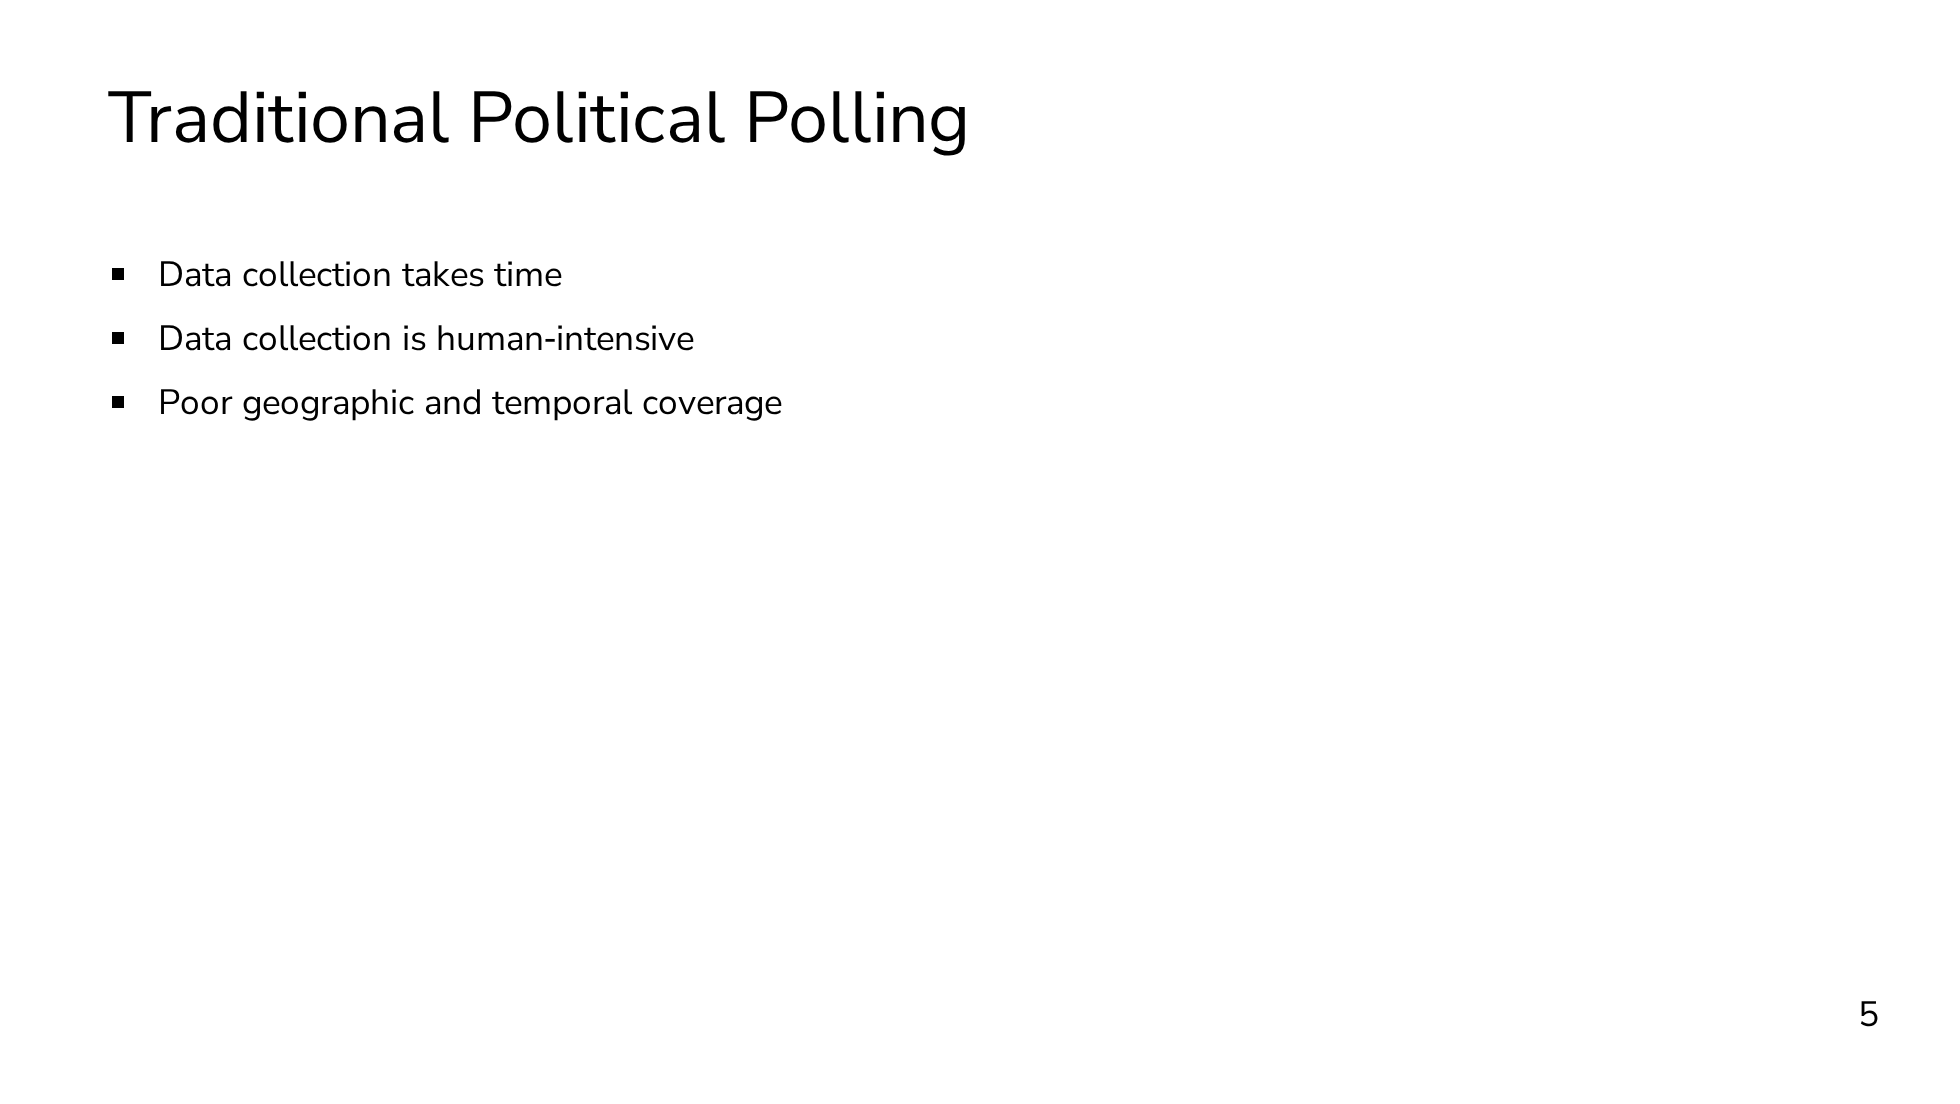 Traditional Political Polling
▪ Data collection takes time
▪ Data collection is human-intensive
▪ Poor geographic and temporal coverage
5